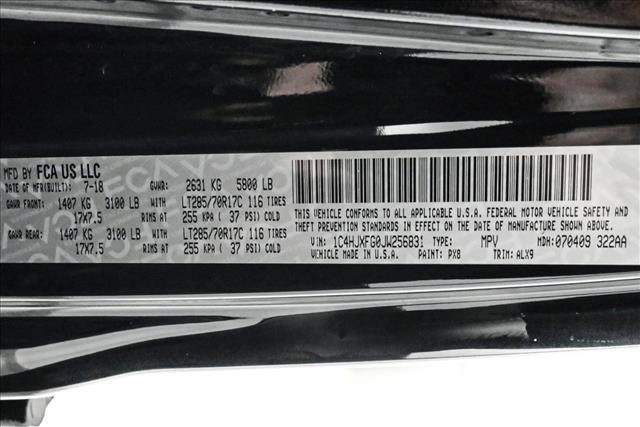 MFD BY FCA US LLC
DATE OF MFR(BUILT): 7-18 GVWR: 2631 KG 5800 LB
GAWR FRONT: 1407 KG 3100 LB WITH LT285/70R17C 116 TIRES
17X7.5 RIMS AT 255 KPA ( 37 PSI) COLD
GAWR REAR: 1407 KG 3100 LB WITH LT285/70R17C 116 TIRES
17X7.5 RIMS AT 255 KPA ( 37 PSI) COLD
THIS VEHICLE CONFORMS TO ALL APPLICABLE U.S.A. FEDERAL MOTOR VEHICLE SAFETY AND
THEFT PREVENTION STANDARDS IN EFFECT ON THE DATE OF MANUFACTURE SHOWN ABOVE.
VIN: 1C4HJXFG0JW256831 TYPE: MPV MDH: 070409 322AA
VEHICLE MADE IN U.S.A. PAINT: PX8 TRIM: ALX9